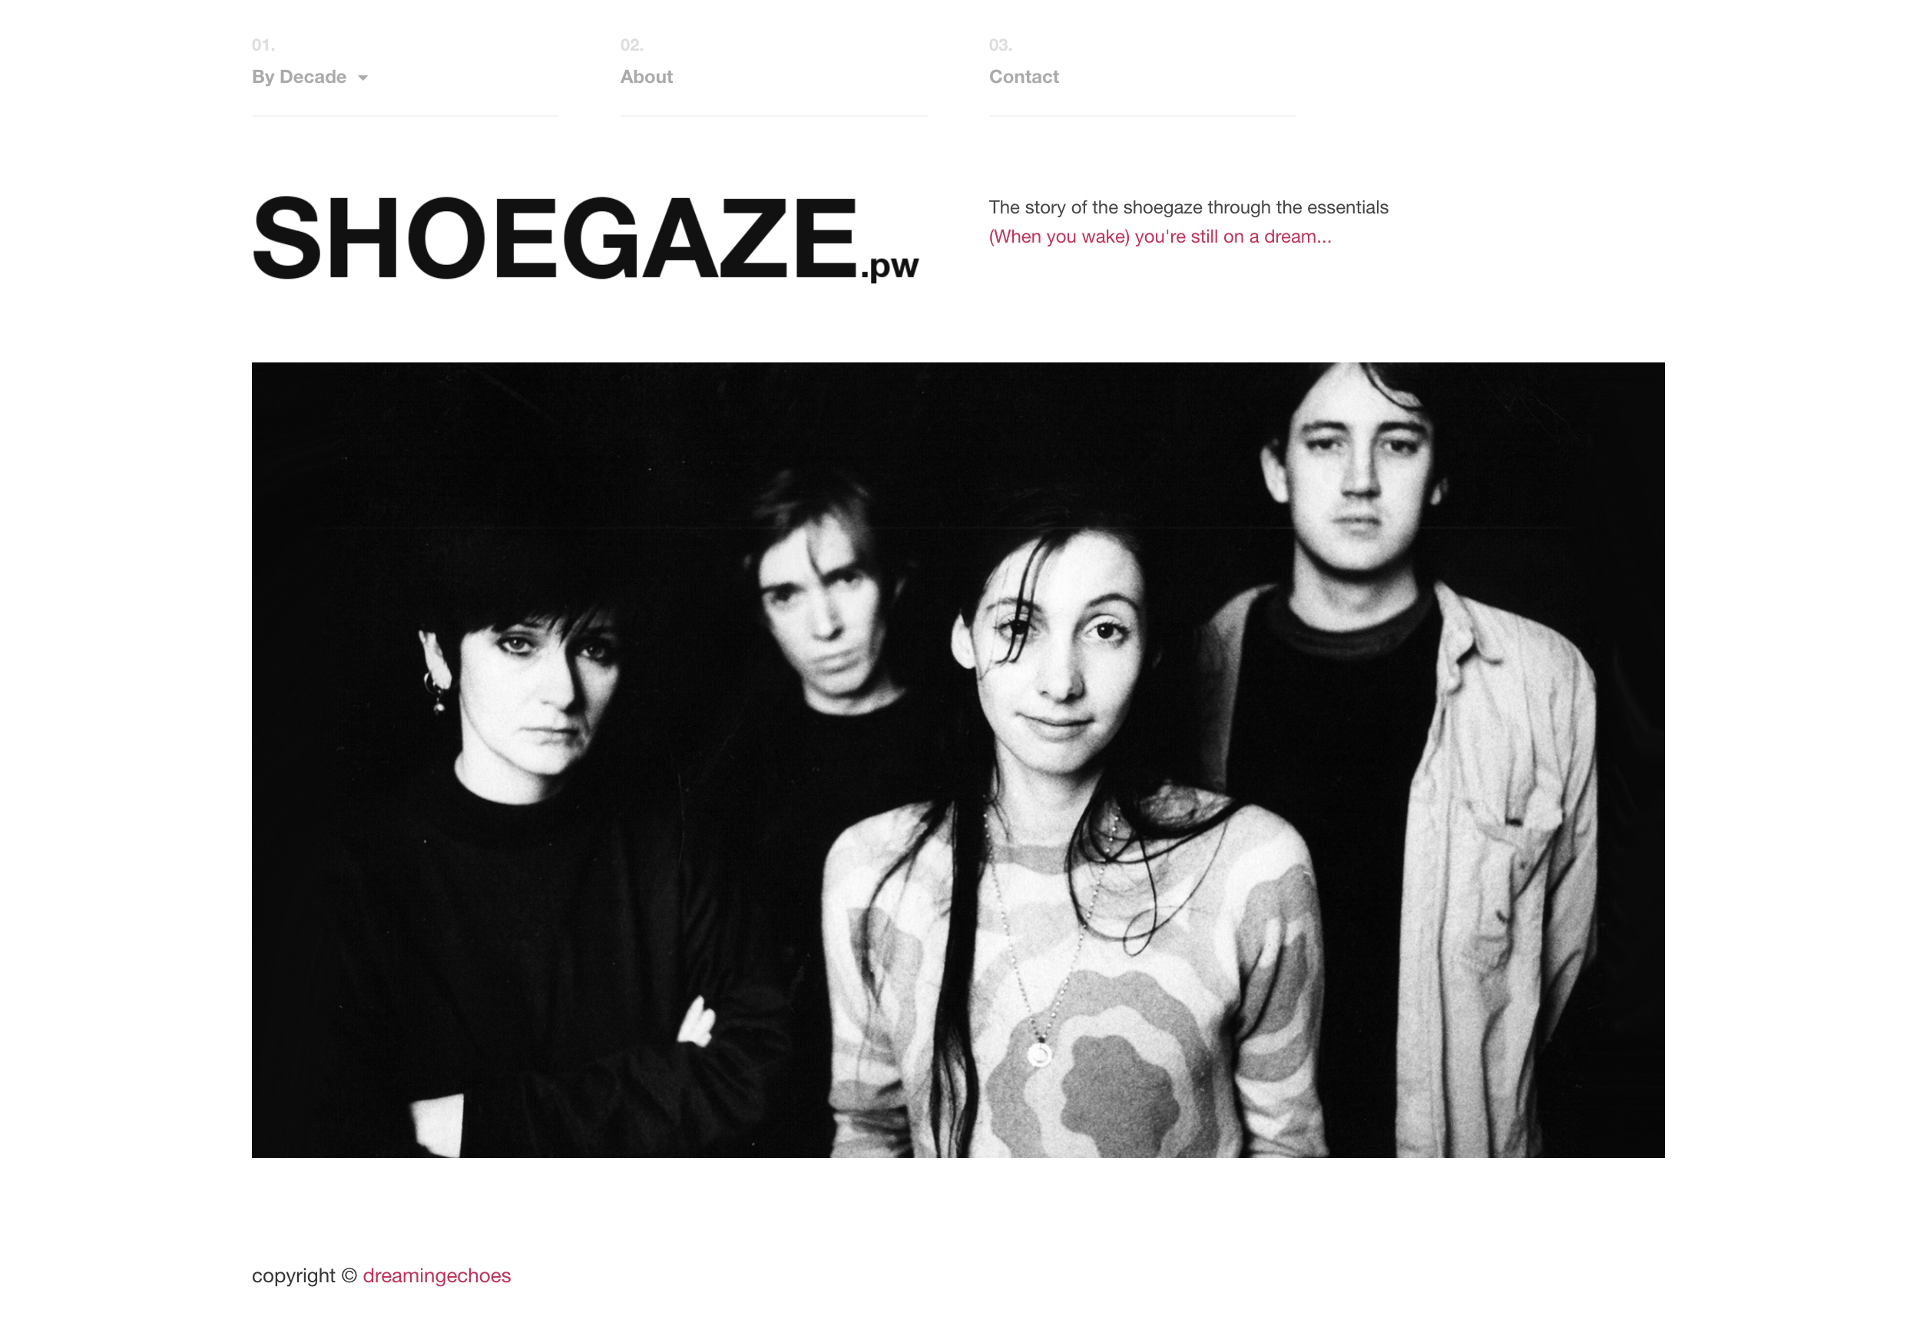 01.
By Decade
02.
About
03.
Contact
SHOEGAZE.pw
The story of the shoegaze through the essentials
(When you wake) you're still on a dream...
copyright © dreamingechoes